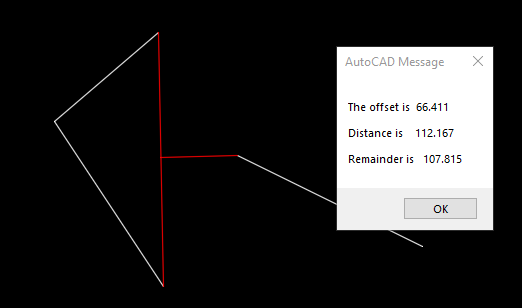 AutoCAD Message
The offset is 66.411
Distance is 112.167
Remainder is 107.815
OK